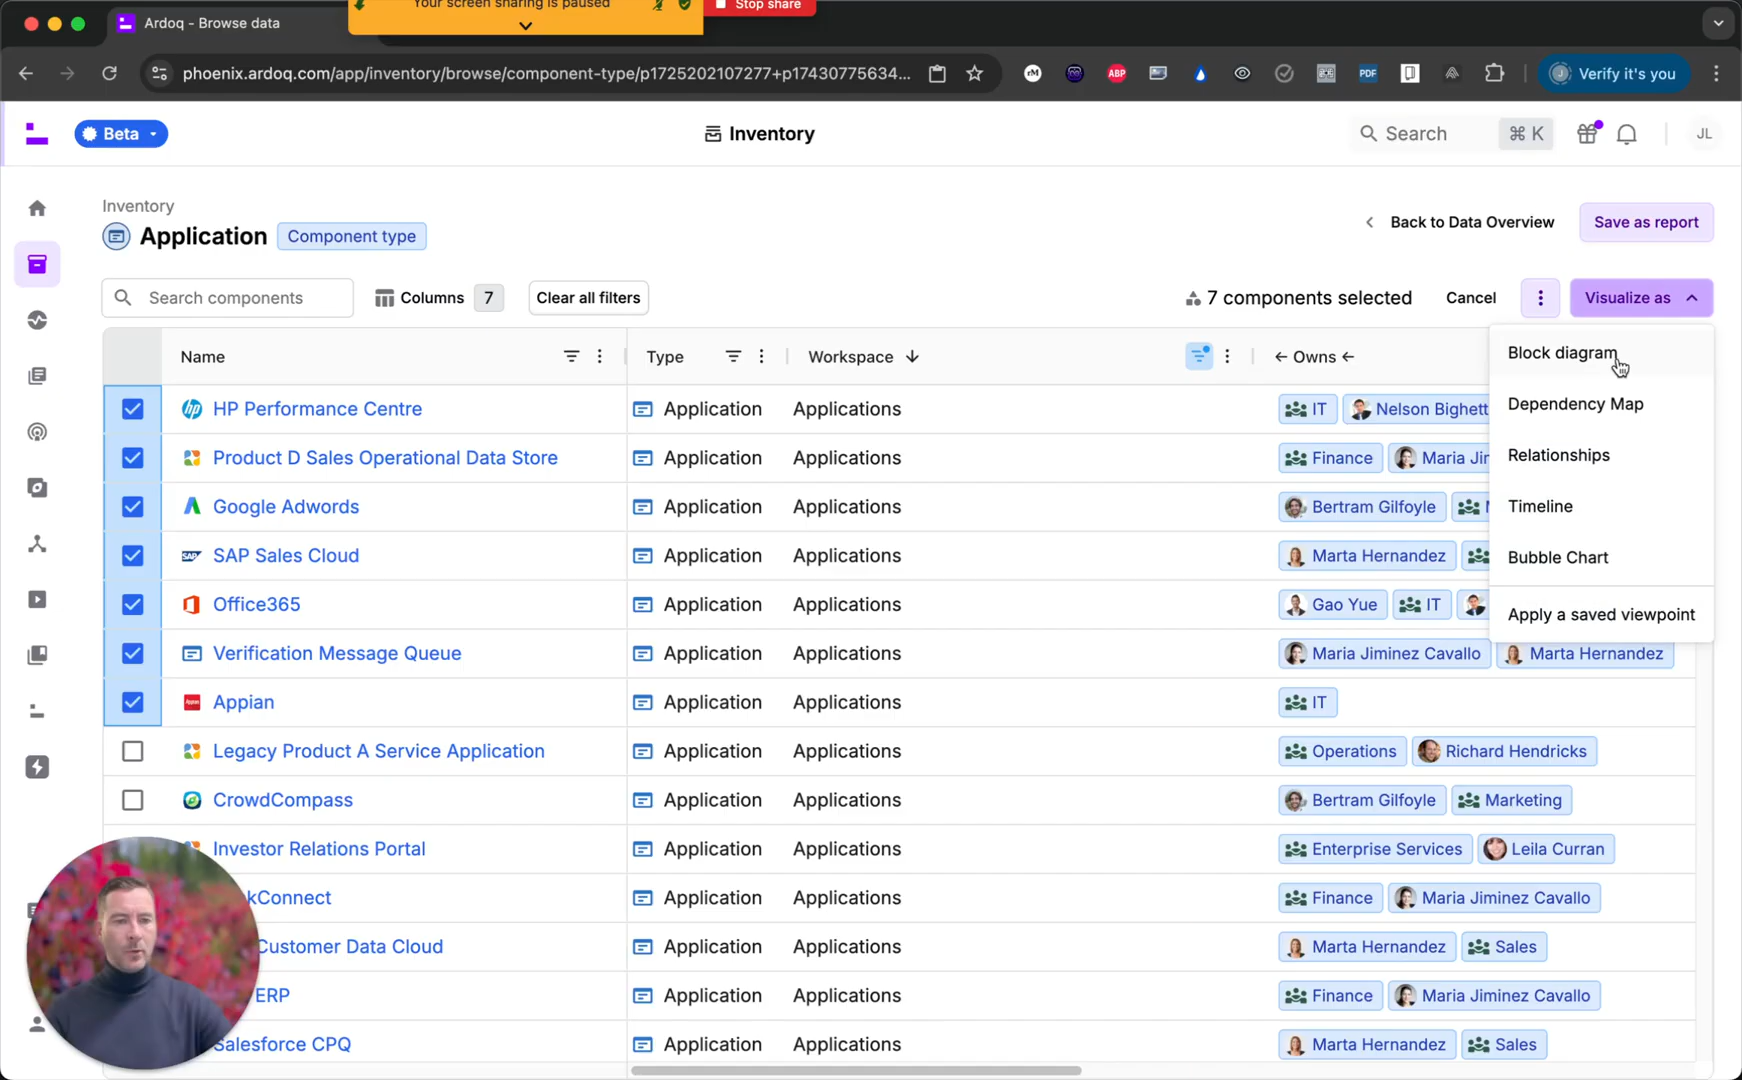 Your screen sharing is paused
Stop share
Ardoq - Browse data
phoenix.ardoq.com/app/inventory/browse/component-type/p1725202107277+p17430775634...
rM
ABP
PDF
J
Verify it's you
Beta
Inventory
Search
⌘ K
JL
Inventory
Application
Component type
Back to Data Overview
Save as report
Search components
Columns 7
Clear all filters
7 components selected
Cancel
Visualize as
Name
Type
Workspace ↓
← Owns ←
Block diagram
Dependency Map
Relationships
Timeline
Bubble Chart
Apply a saved viewpoint
HP Performance Centre
Application
Applications
IT
Nelson Bighett
Product D Sales Operational Data Store
Application
Applications
Finance
Maria Jir
Google Adwords
Application
Applications
Bertram Gilfoyle
SAP
SAP Sales Cloud
Application
Applications
Marta Hernandez
Office365
Application
Applications
Gao Yue
IT
Verification Message Queue
Application
Applications
Maria Jiminez Cavallo
Marta Hernandez
Appian
Application
Applications
IT
Legacy Product A Service Application
Application
Applications
Operations
Richard Hendricks
CrowdCompass
Application
Applications
Bertram Gilfoyle
Marketing
Investor Relations Portal
Application
Applications
Enterprise Services
Leila Curran
kConnect
Application
Applications
Finance
Maria Jiminez Cavallo
Customer Data Cloud
Application
Applications
Marta Hernandez
Sales
ERP
Application
Applications
Finance
Maria Jiminez Cavallo
Salesforce CPQ
Application
Applications
Marta Hernandez
Sales